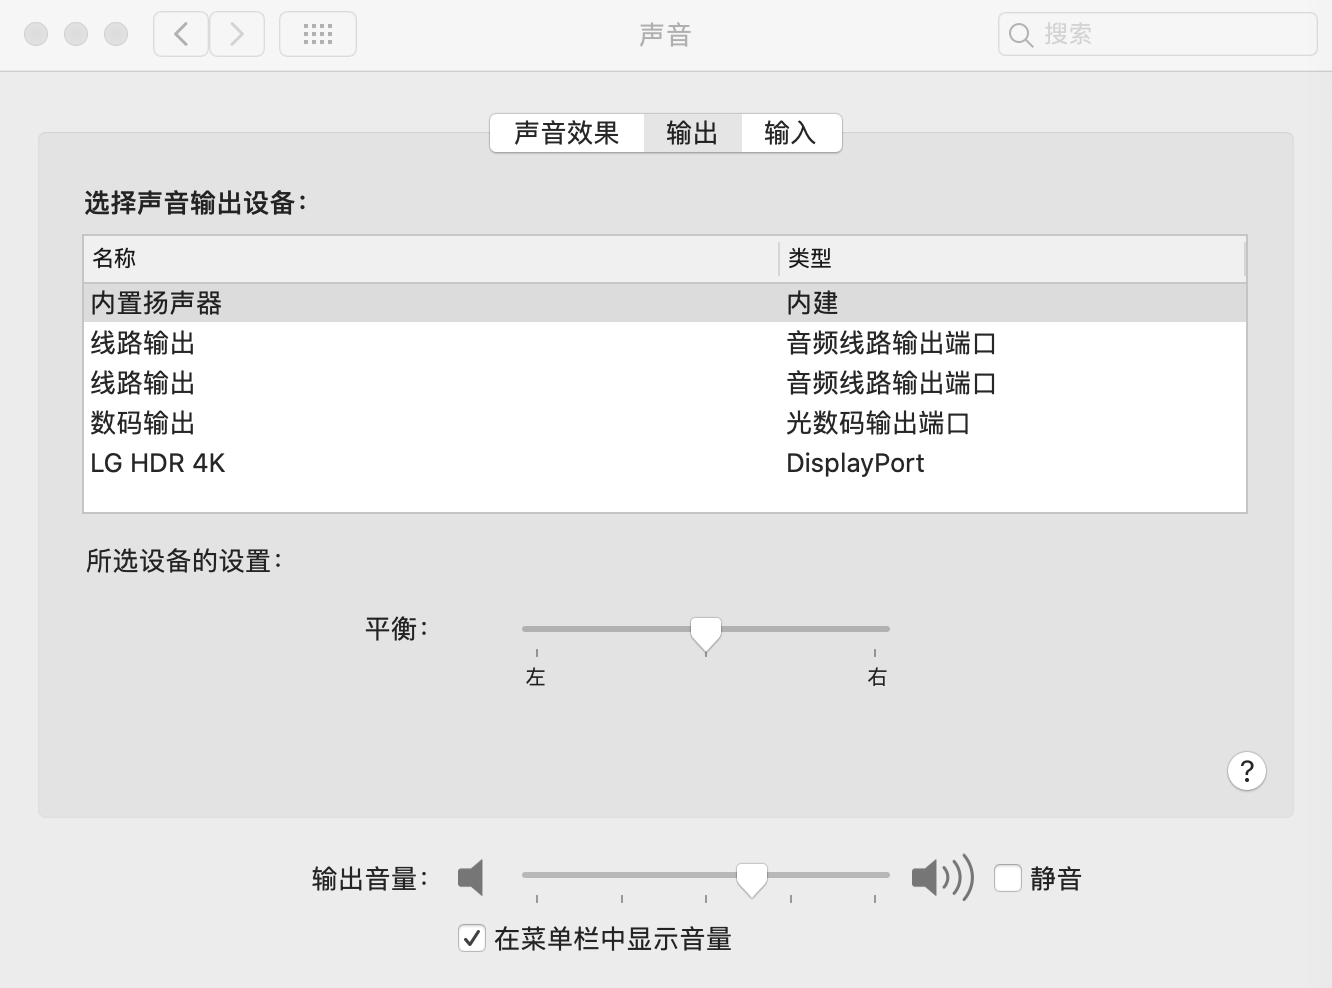 声音
搜索
声音效果 输出 输入
选择声音输出设备：
名称 类型
内置扬声器 内建
线路输出 音频线路输出端口
线路输出 音频线路输出端口
数码输出 光数码输出端口
LG HDR 4K DisplayPort
所选设备的设置：
平衡：
左 右
?
输出音量： 静音
在菜单栏中显示音量